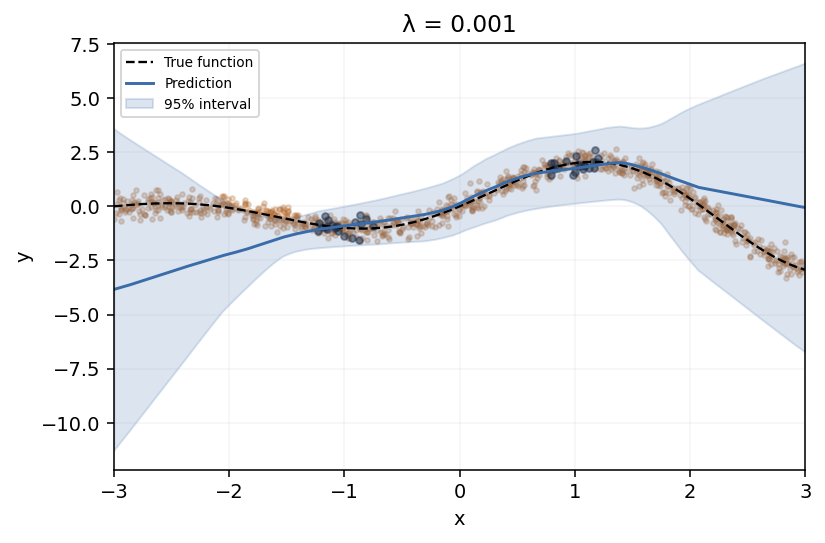 λ = 0.001
True function
Prediction
95% interval
7.5
5.0
2.5
0.0
−2.5
−5.0
−7.5
−10.0
y
−3 −2 −1 0 1 2 3
x